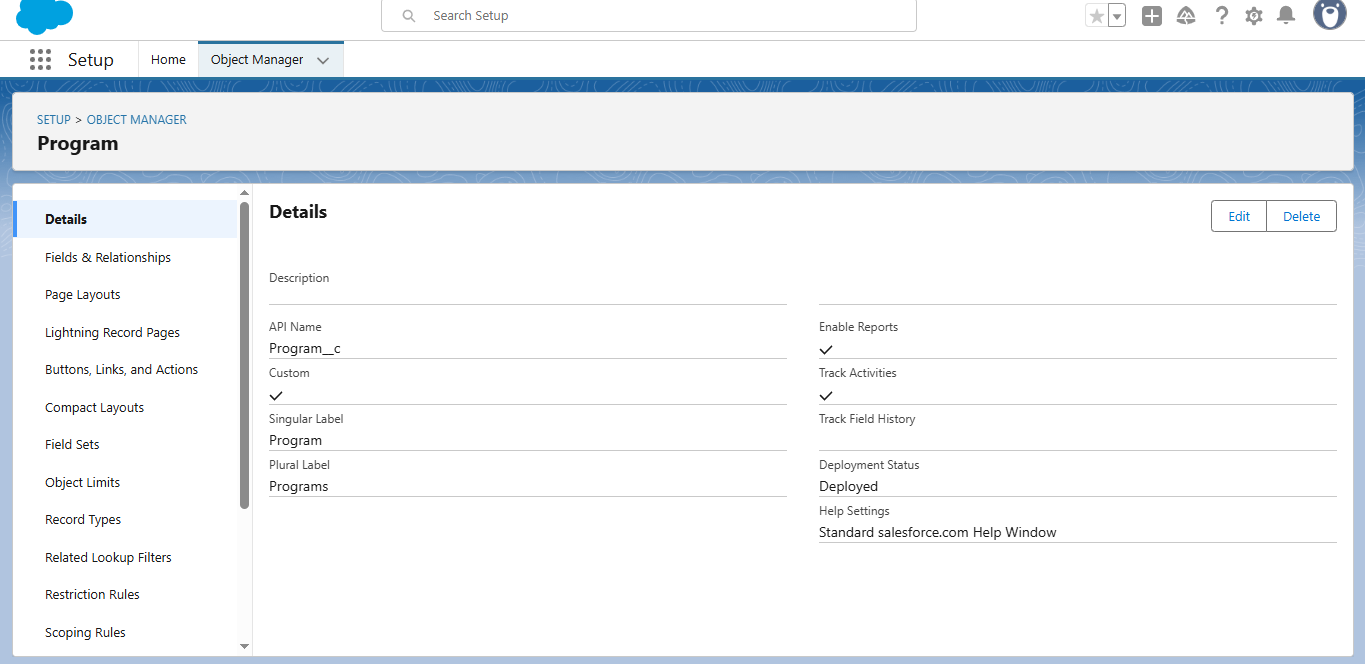 Search Setup
Setup
Home
Object Manager
SETUP > OBJECT MANAGER
Program
Details
Fields & Relationships
Page Layouts
Lightning Record Pages
Buttons, Links, and Actions
Compact Layouts
Field Sets
Object Limits
Record Types
Related Lookup Filters
Restriction Rules
Scoping Rules
Details
Edit
Delete
Description
API Name
Program__c
Custom
Singular Label
Program
Plural Label
Programs
Enable Reports
Track Activities
Track Field History
Deployment Status
Deployed
Help Settings
Standard salesforce.com Help Window